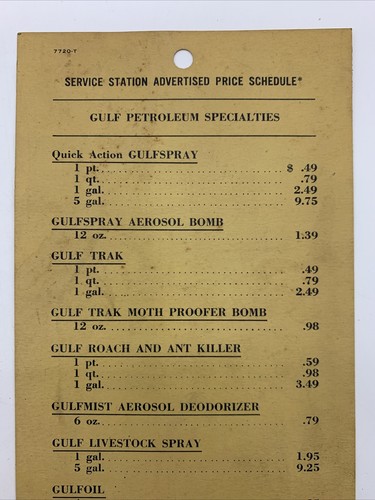 7720-T
SERVICE STATION ADVERTISED PRICE SCHEDULE*
GULF PETROLEUM SPECIALTIES
Quick Action GULFSPRAY
1 pt. $ .49
1 qt. .79
1 gal. 2.49
5 gal. 9.75
GULFSPRAY AEROSOL BOMB
12 oz. 1.39
GULF TRAK
1 pt. .49
1 qt. .79
1 gal. 2.49
GULF TRAK MOTH PROOFER BOMB
12 oz. .98
GULF ROACH AND ANT KILLER
1 pt. .59
1 qt. .98
1 gal. 3.49
GULFMIST AEROSOL DEODORIZER
6 oz. .79
GULF LIVESTOCK SPRAY
1 gal. 1.95
5 gal. 9.25
GULFOIL